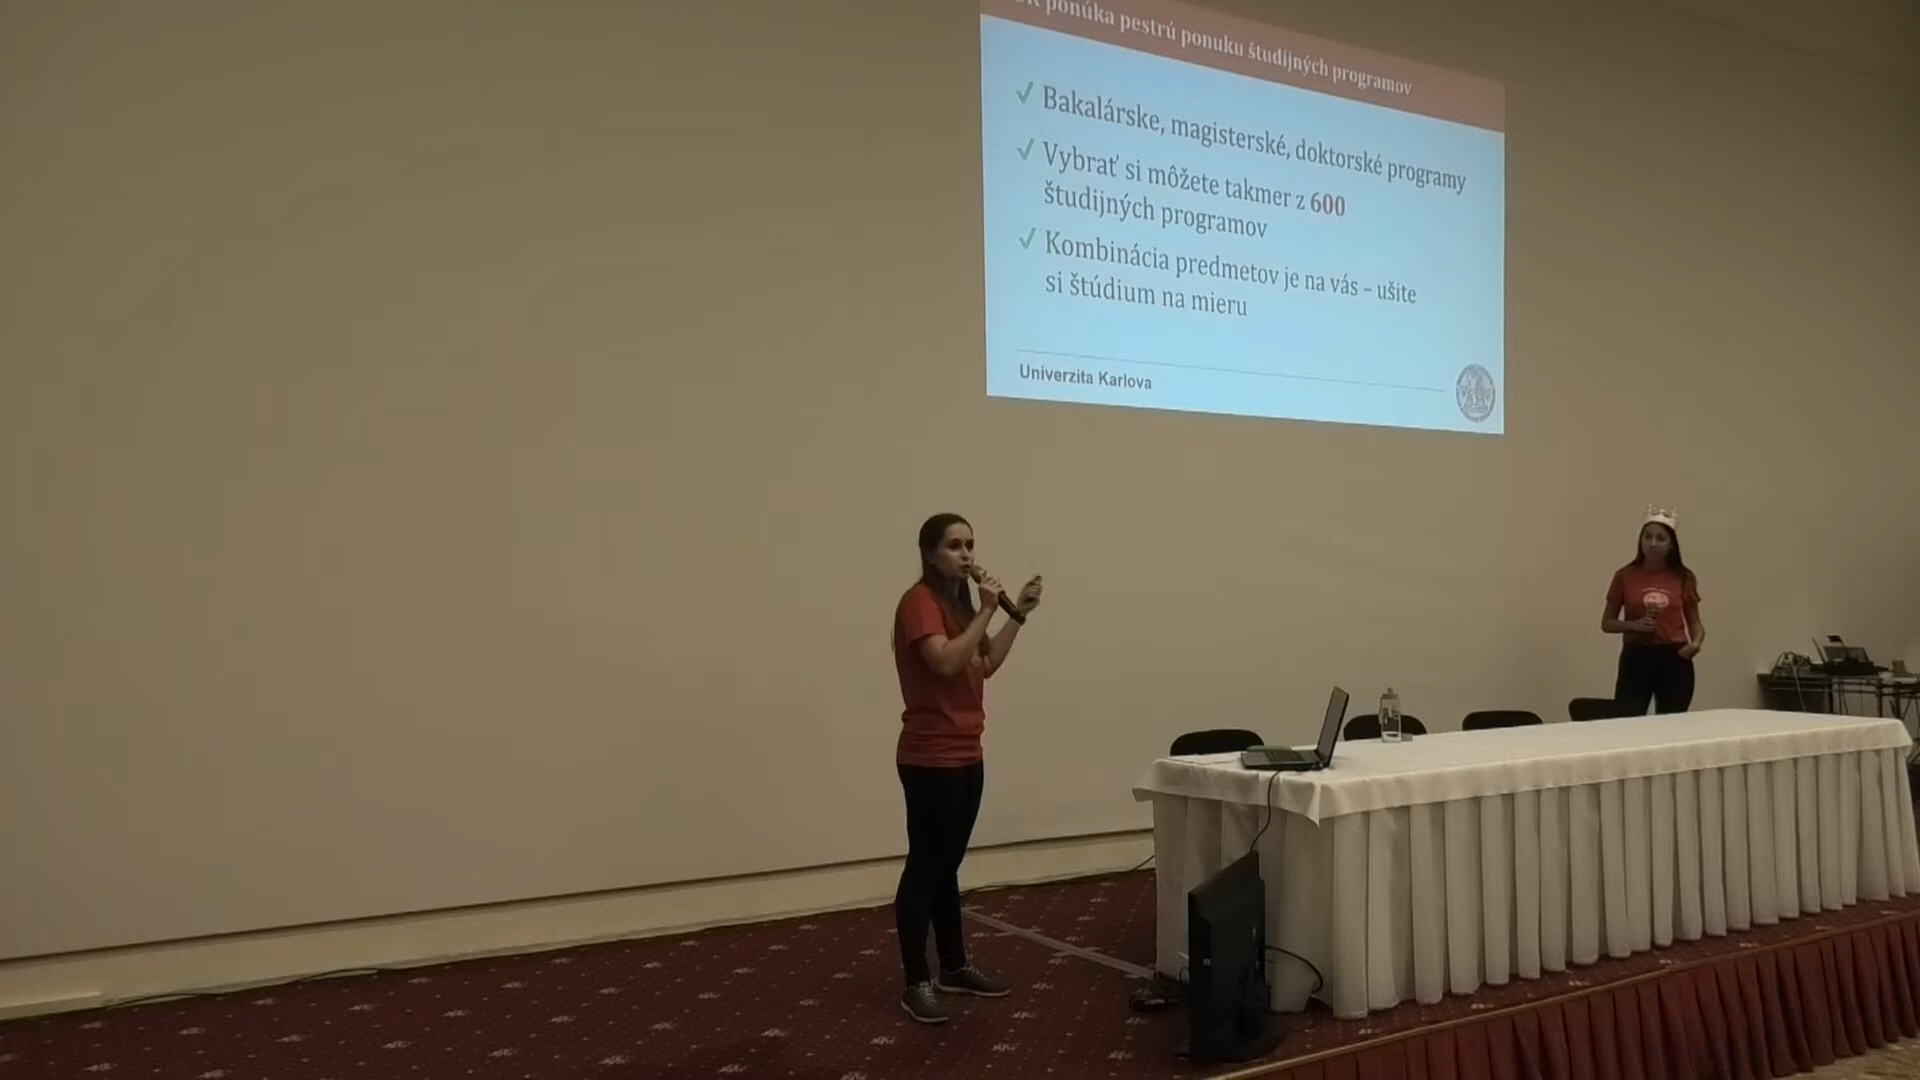 ponúka pestrú ponuku študijných programov
✓ Bakalárske, magisterské, doktorské programy
✓ Vybrať si môžete takmer z 600
študijných programov
✓ Kombinácia predmetov je na vás – ušite
si štúdium na mieru
Univerzita Karlova